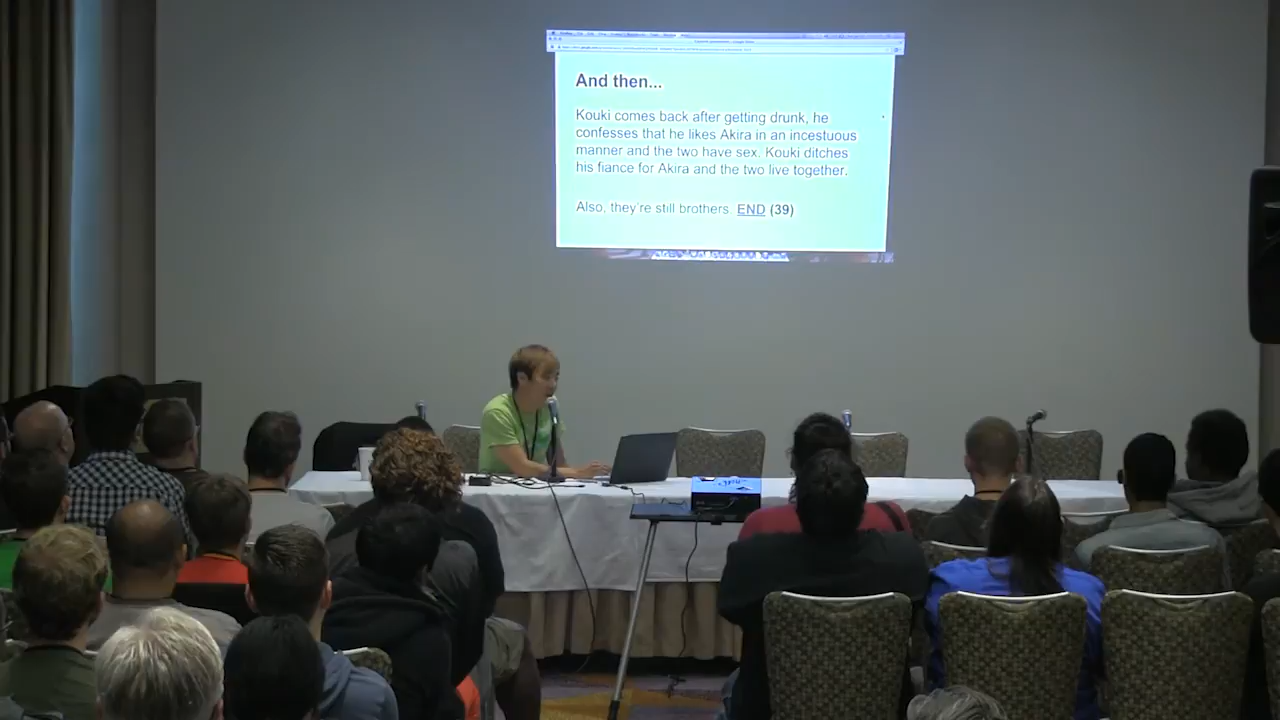 And then...
Kouki comes back after getting drunk, he
confesses that he likes Akira in an incestuous
manner and the two have sex. Kouki ditches
his fiance for Akira and the two live together.
Also, they're still brothers. END (39)